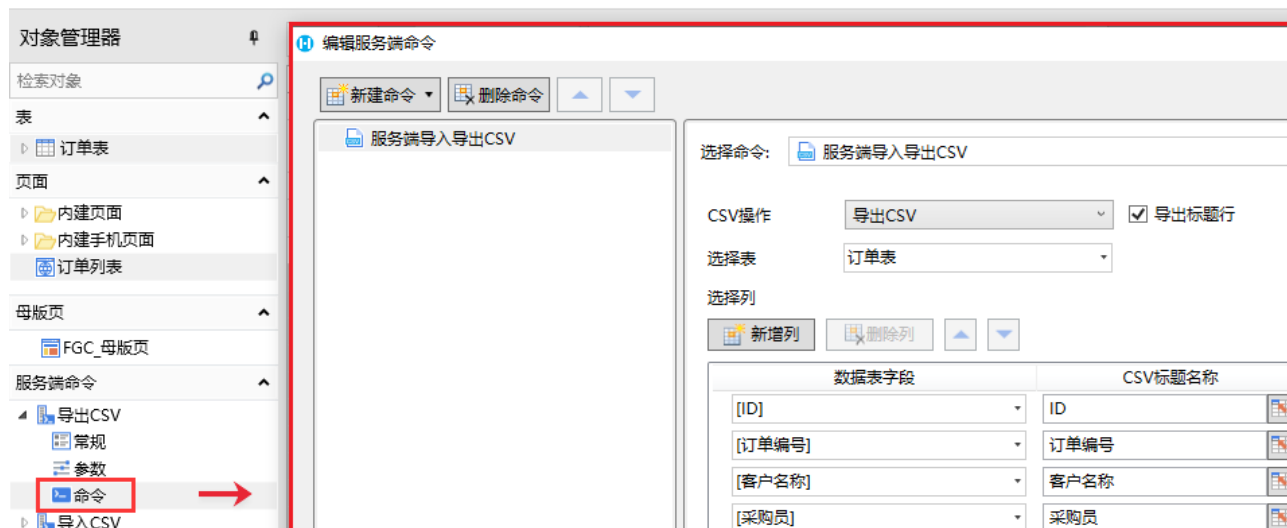 对象管理器
检索对象
表
订单表
页面
内建页面
内建手机页面
订单列表
母版页
FGC_母版页
服务端命令
导出CSV
常规
参数
命令
导入CSV
编辑服务端命令
新建命令 删除命令
服务端导入导出CSV
选择命令: 服务端导入导出CSV
CSV操作 导出CSV 导出标题行
选择表 订单表
选择列
新增列 删除列
数据表字段 CSV标题名称
[ID] ID
[订单编号] 订单编号
[客户名称] 客户名称
[采购员] 采购员